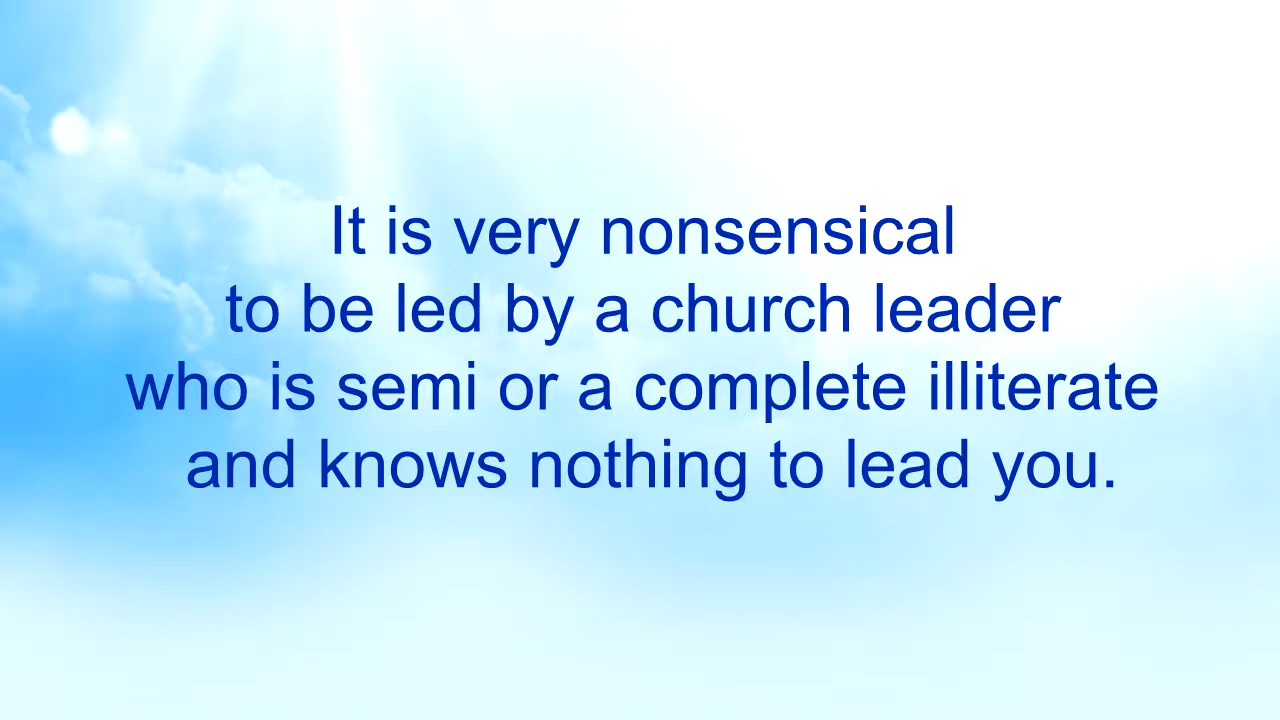 It is very nonsensical
to be led by a church leader
who is semi or a complete illiterate
and knows nothing to lead you.